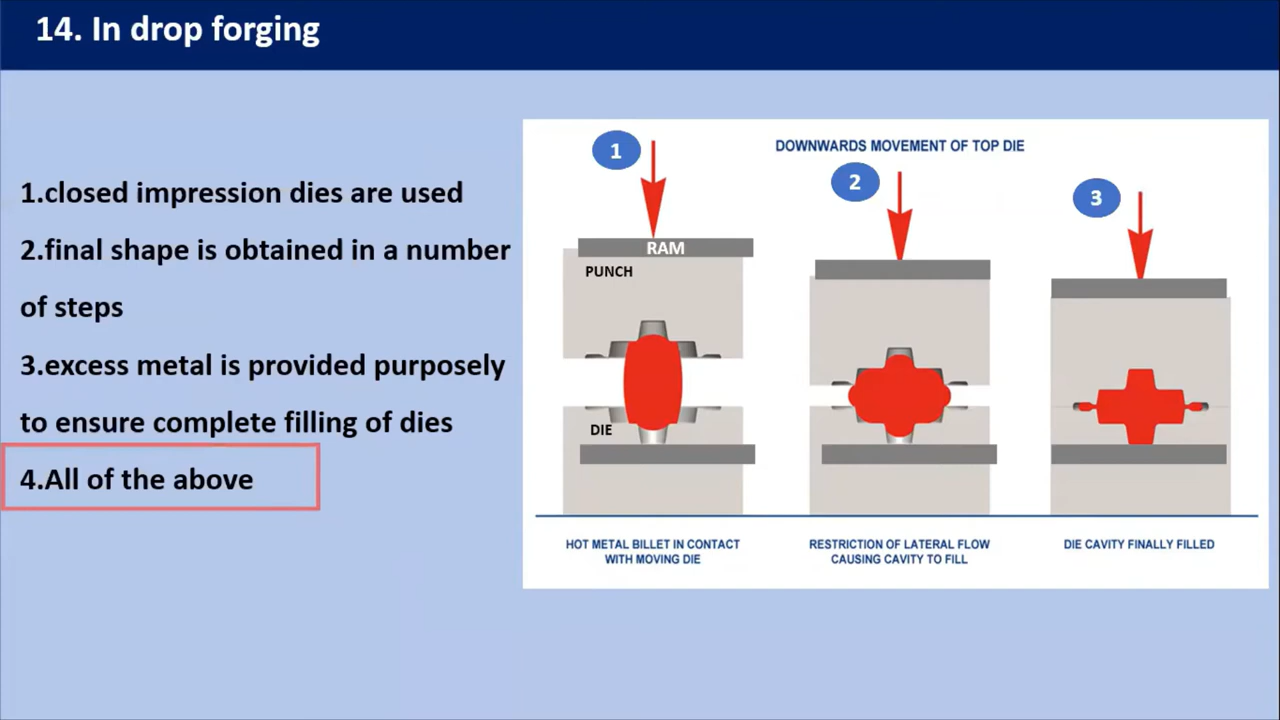 14. In drop forging
1.closed impression dies are used
2.final shape is obtained in a number
of steps
3.excess metal is provided purposely
to ensure complete filling of dies
4.All of the above
DOWNWARDS MOVEMENT OF TOP DIE
1
2
3
RAM
PUNCH
DIE
HOT METAL BILLET IN CONTACT
WITH MOVING DIE
RESTRICTION OF LATERAL FLOW
CAUSING CAVITY TO FILL
DIE CAVITY FINALLY FILLED